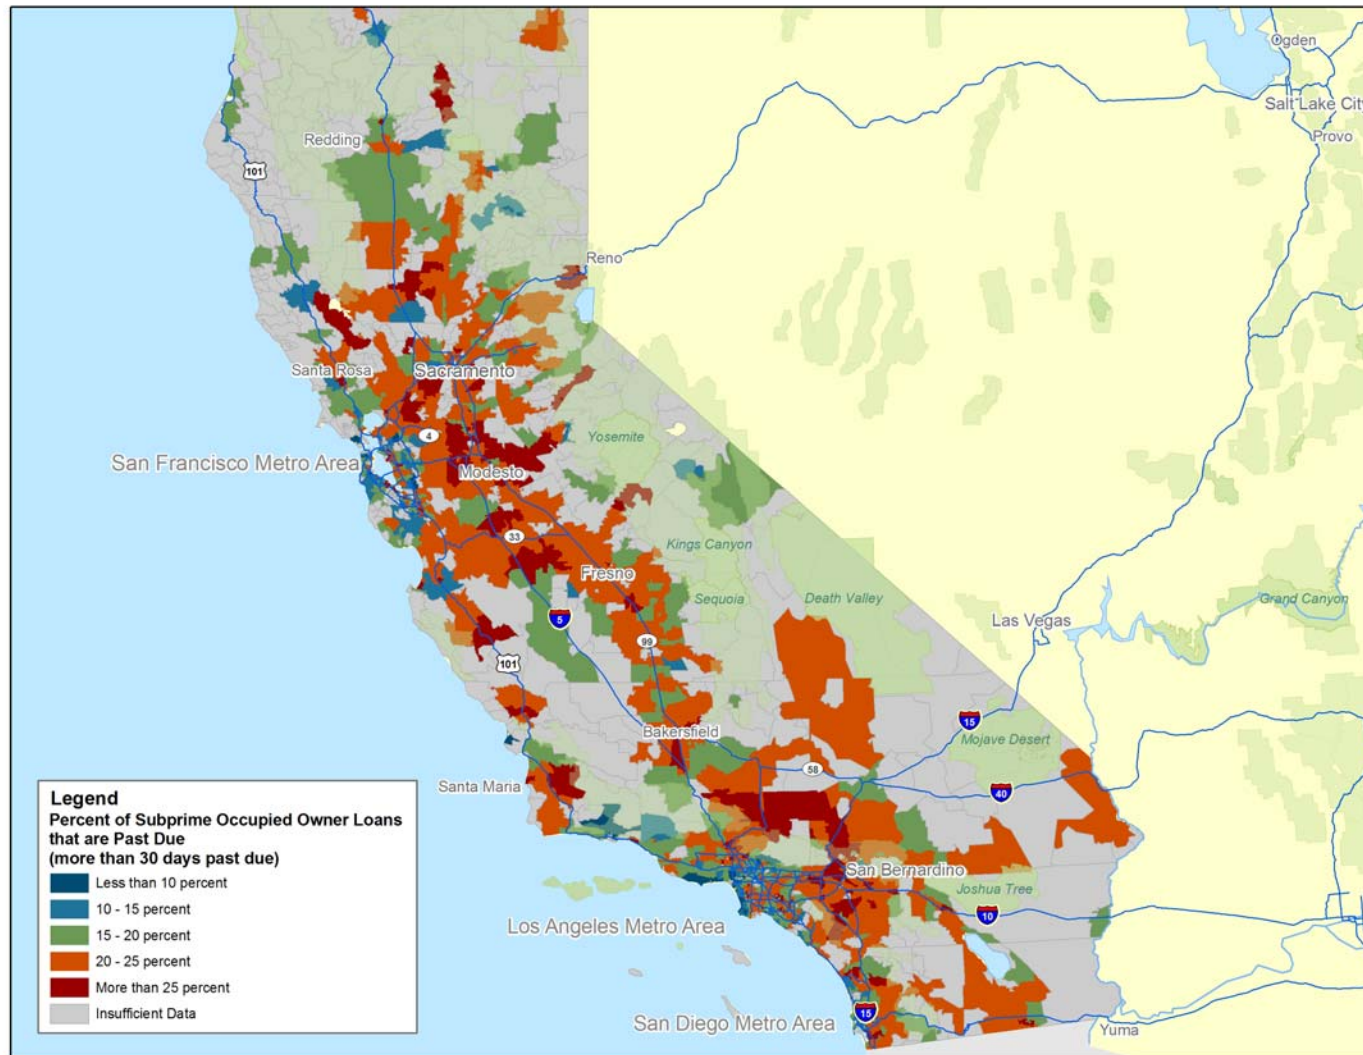 Ogden
Salt Lake City
Provo
Redding
101
Reno
Santa Rosa
Sacramento
4
Yosemite
San Francisco Metro Area
Modesto
33
Kings Canyon
Fresno
Sequoia
Death Valley
Grand Canyon
5
Las Vegas
99
101
15
Bakersfield
Mojave Desert
58
Santa Maria
40
San Bernardino
Joshua Tree
10
Los Angeles Metro Area
15
San Diego Metro Area
Yuma
Legend
Percent of Subprime Occupied Owner Loans
that are Past Due
(more than 30 days past due)
Less than 10 percent
10 - 15 percent
15 - 20 percent
20 - 25 percent
More than 25 percent
Insufficient Data